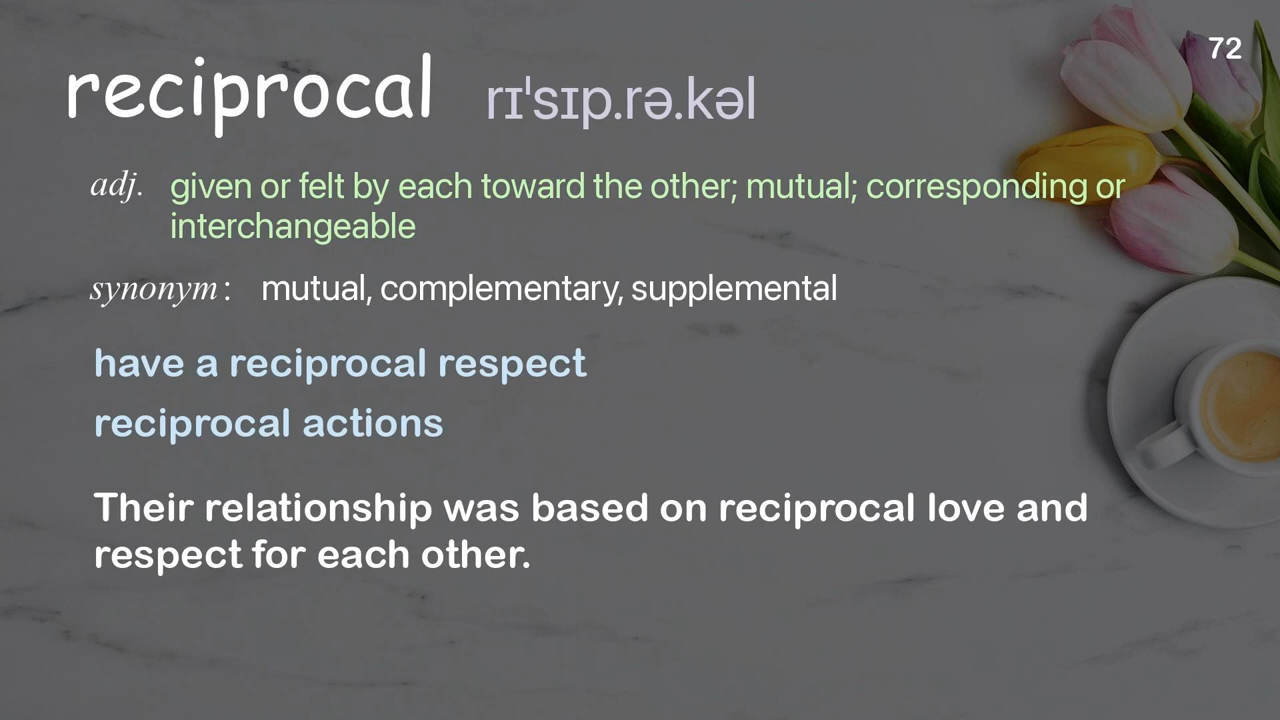 72
reciprocal rɪˈsɪp.rə.kəl
adj. given or felt by each toward the other; mutual; corresponding or
interchangeable
synonym : mutual, complementary, supplemental
have a reciprocal respect
reciprocal actions
Their relationship was based on reciprocal love and
respect for each other.